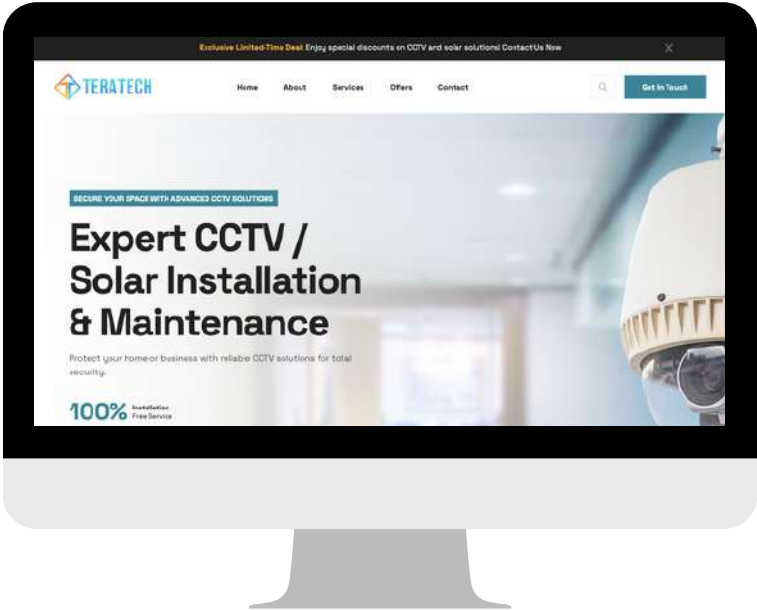 Exclusive Limited-Time Deal: Enjoy special discounts on CCTV and solar solutions! Contact Us Now X
TERATECH Home About Services Offers Contact Get In Touch
SECURE YOUR SPACE WITH ADVANCED CCTV SOLUTIONS
Expert CCTV /
Solar Installation
& Maintenance
Protect your home or business with reliable CCTV solutions for total
security.
100% Installation
Free Service